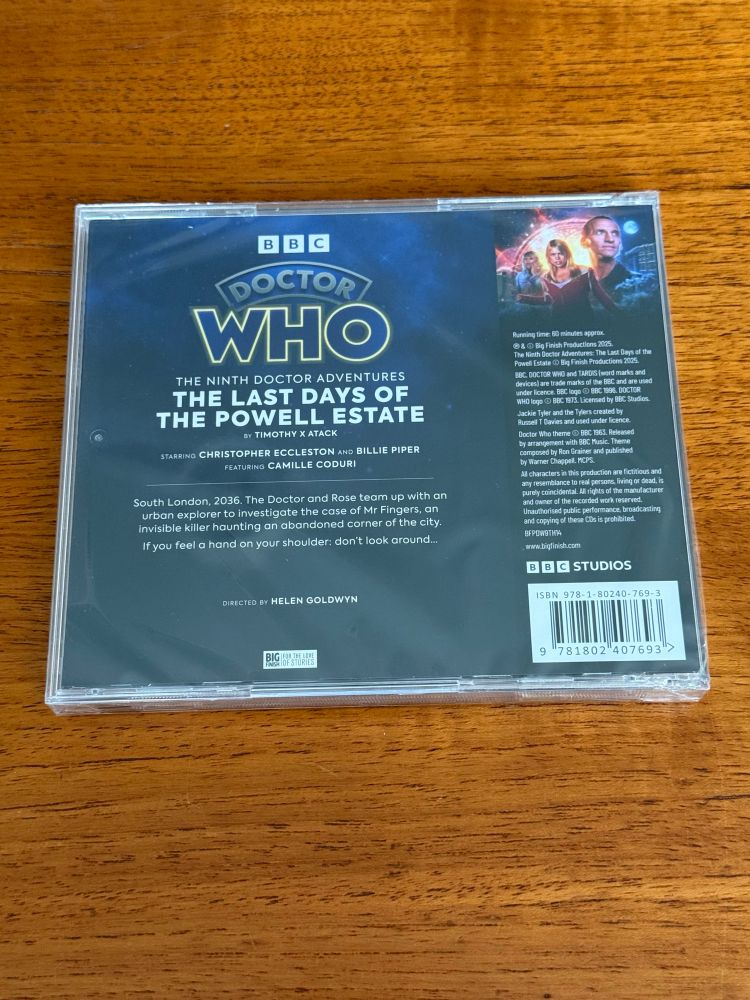 BBC
DOCTOR
WHO
THE NINTH DOCTOR ADVENTURES
THE LAST DAYS OF
THE POWELL ESTATE
BY TIMOTHY X ATACK
STARRING CHRISTOPHER ECCLESTON AND BILLIE PIPER
FEATURING CAMILLE CODURI
South London, 2036. The Doctor and Rose team up with an
urban explorer to investigate the case of Mr Fingers, an
invisible killer haunting an abandoned corner of the city.
If you feel a hand on your shoulder: don't look around...
DIRECTED BY HELEN GOLDWYN
BIG FINISH
FOR THE LOVE
OF STORIES
Running time: 60 minutes approx.
℗ & © Big Finish Productions 2025.
The Ninth Doctor Adventures: The Last Days of the
Powell Estate © Big Finish Productions 2025.
BBC, DOCTOR WHO and TARDIS (word marks and
devices) are trade marks of the BBC and are used
under licence. BBC logo © BBC 1996. DOCTOR
WHO logo © BBC 1973. Licensed by BBC Studios.
Jackie Tyler and the Tylers created by
Russell T Davies and used under licence.
Doctor Who theme © BBC 1963. Released
by arrangement with BBC Music. Theme
composed by Ron Grainer and published
by Warner Chappell. MCPS.
All characters in this production are fictitious and
any resemblance to real persons, living or dead, is
purely coincidental. All rights of the manufacturer
and owner of the recorded work reserved.
Unauthorised public performance, broadcasting
and copying of these CDs is prohibited.
BFPDW9TH14
www.bigfinish.com
BBC STUDIOS
ISBN 978-1-80240-769-3
9 781802 407693 >